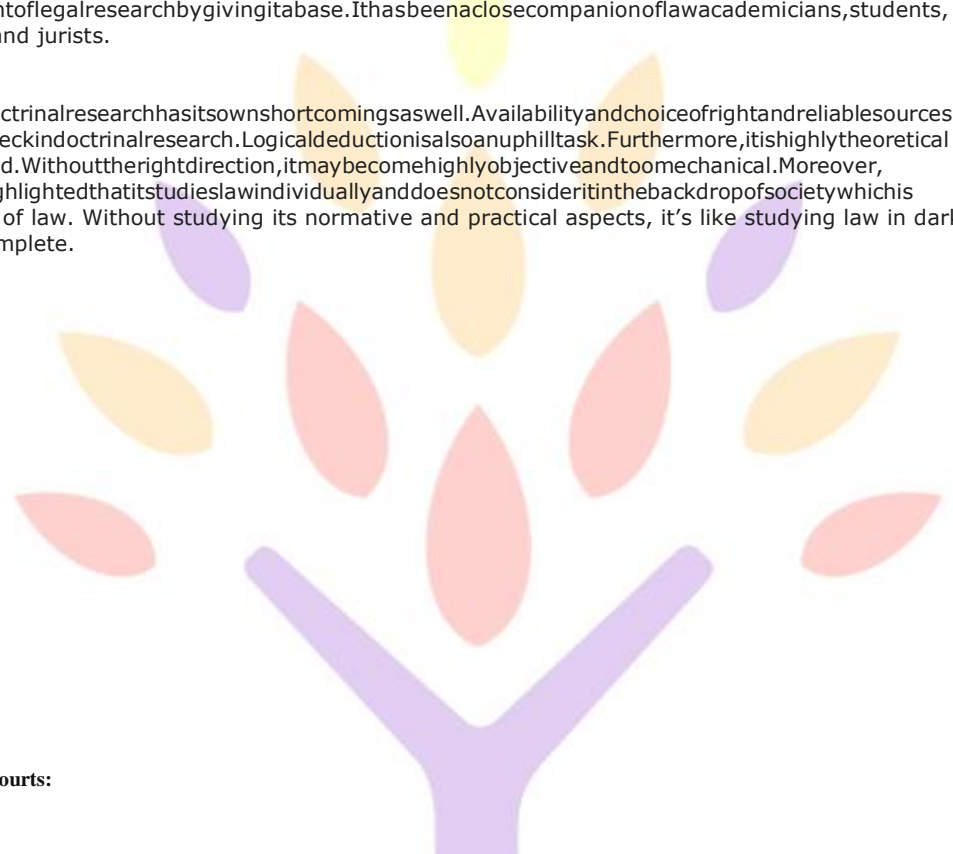 ntoflegalresearchbygivingitabase.Ithasbeenaclosecompanionoflawacademicians,students,
and jurists.
ctrinalresearchhasitsownshortcomingsaswell.Availabilityandchoiceofrightandreliablesources
eckindoctrinalresearch.Logicaldeductionisalsoanuphilltask.Furthermore,itishighlytheoretical
d.Withouttherightdirection,itmaybecomehighlyobjectiveandtoomechanical.Moreover,
ghlightedthatitstudieslawindividuallyanddoesnotconsideritinthebackdropofsocietywhichis
of law. Without studying its normative and practical aspects, it’s like studying law in dark
mplete.
ourts: